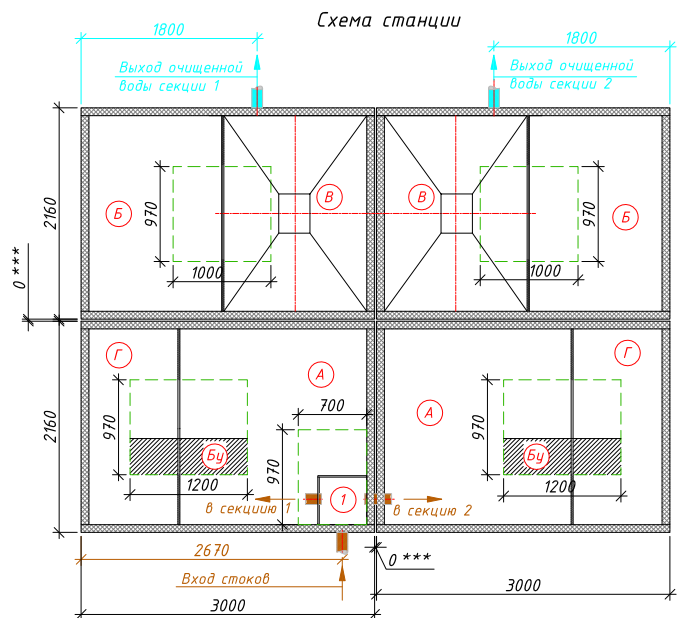 Схема станции
1800
1800
Выход очищенной
воды секции 1
Выход очищенной
воды секции 2
2160
970
Б
В
В
Б
970
1000
1000
0 ***
2160
Г
А
А
Г
970
700
970
970
Бу
Бу
1200
1200
1
в секциию 1
в секцию 2
2670
0 ***
Вход стоков
3000
3000